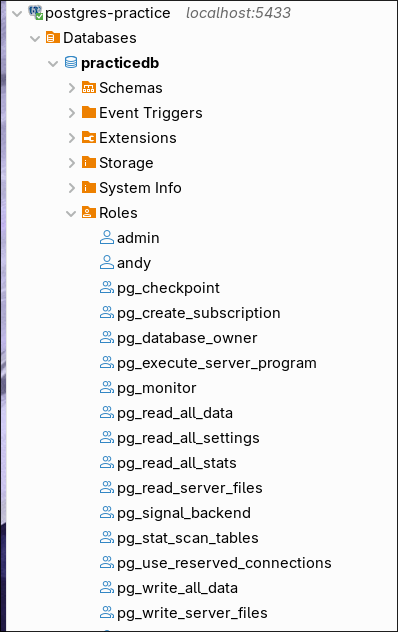 postgres-practice localhost:5433
Databases
practicedb
Schemas
Event Triggers
Extensions
Storage
System Info
Roles
admin
andy
pg_checkpoint
pg_create_subscription
pg_database_owner
pg_execute_server_program
pg_monitor
pg_read_all_data
pg_read_all_settings
pg_read_all_stats
pg_read_server_files
pg_signal_backend
pg_stat_scan_tables
pg_use_reserved_connections
pg_write_all_data
pg_write_server_files